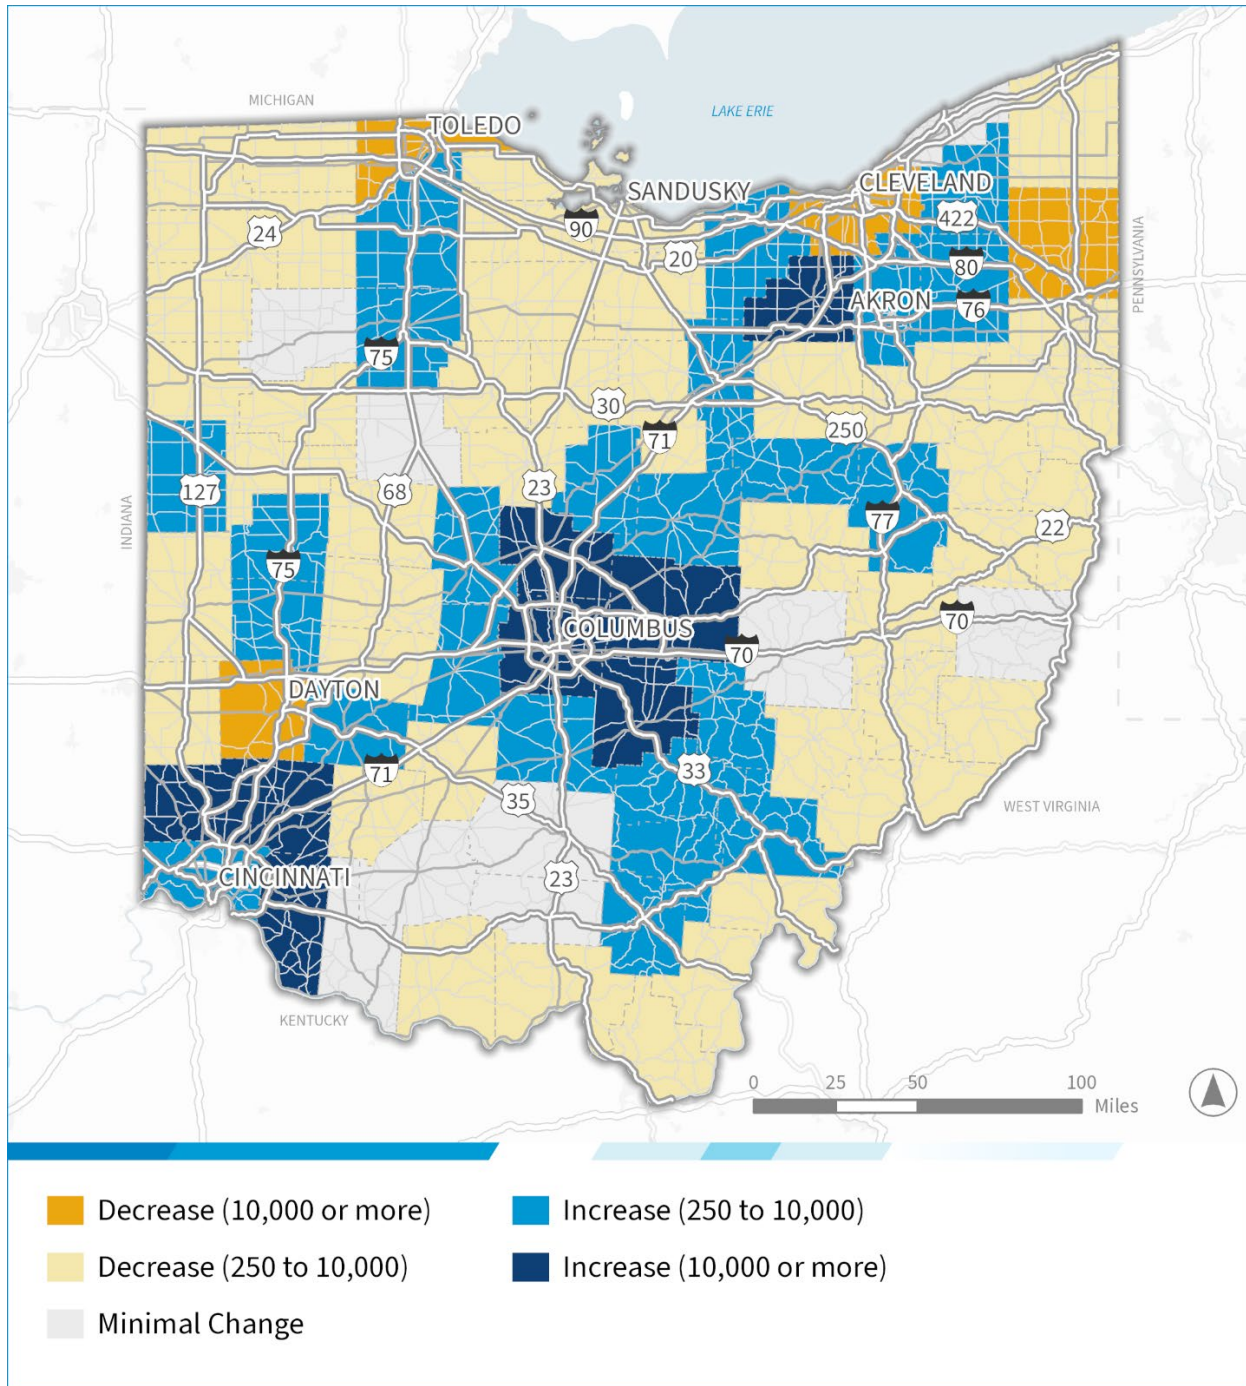 MICHIGAN
LAKE ERIE
TOLEDO
SANDUSKY
CLEVELAND
422
24
90
20
80
PENNSYLVANIA
76
AKRON
75
30
250
71
127
68
23
INDIANA
77
22
75
70
COLUMBUS
70
DAYTON
71
33
35
WEST VIRGINIA
CINCINNATI
23
KENTUCKY
0 25 50 100
Miles
Decrease (10,000 or more)
Increase (250 to 10,000)
Decrease (250 to 10,000)
Increase (10,000 or more)
Minimal Change